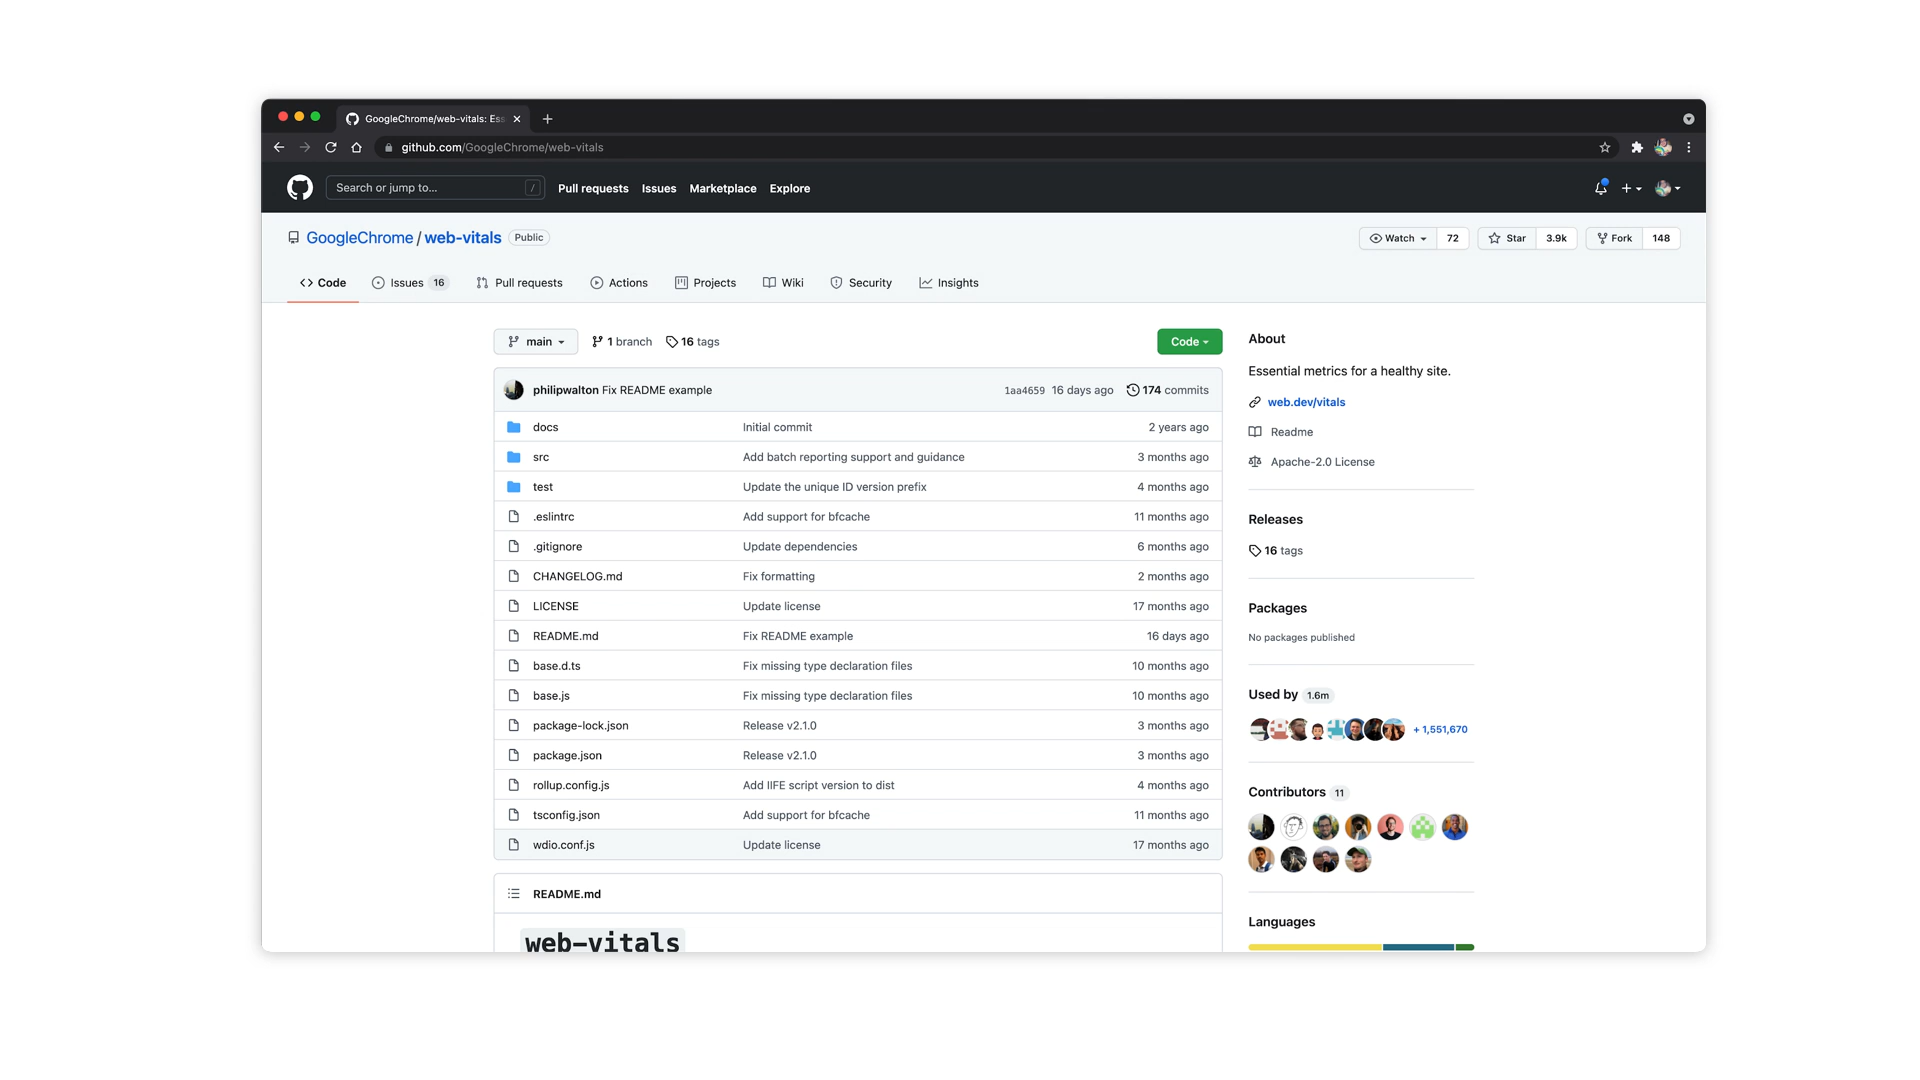 GoogleChrome/web-vitals: Ess
github.com/GoogleChrome/web-vitals
Search or jump to... / Pull requests Issues Marketplace Explore
GoogleChrome / web-vitals Public Watch 72 Star 3.9k Fork 148
<> Code Issues 16 Pull requests Actions Projects Wiki Security Insights
main 1 branch 16 tags Code
philipwalton Fix README example 1aa4659 16 days ago 174 commits
docs Initial commit 2 years ago
src Add batch reporting support and guidance 3 months ago
test Update the unique ID version prefix 4 months ago
.eslintrc Add support for bfcache 11 months ago
.gitignore Update dependencies 6 months ago
CHANGELOG.md Fix formatting 2 months ago
LICENSE Update license 17 months ago
README.md Fix README example 16 days ago
base.d.ts Fix missing type declaration files 10 months ago
base.js Fix missing type declaration files 10 months ago
package-lock.json Release v2.1.0 3 months ago
package.json Release v2.1.0 3 months ago
rollup.config.js Add IIFE script version to dist 4 months ago
tsconfig.json Add support for bfcache 11 months ago
wdio.conf.js Update license 17 months ago
README.md
web-vitals
About
Essential metrics for a healthy site.
web.dev/vitals
Readme
Apache-2.0 License
Releases
16 tags
Packages
No packages published
Used by 1.6m
+ 1,551,670
Contributors 11
Languages